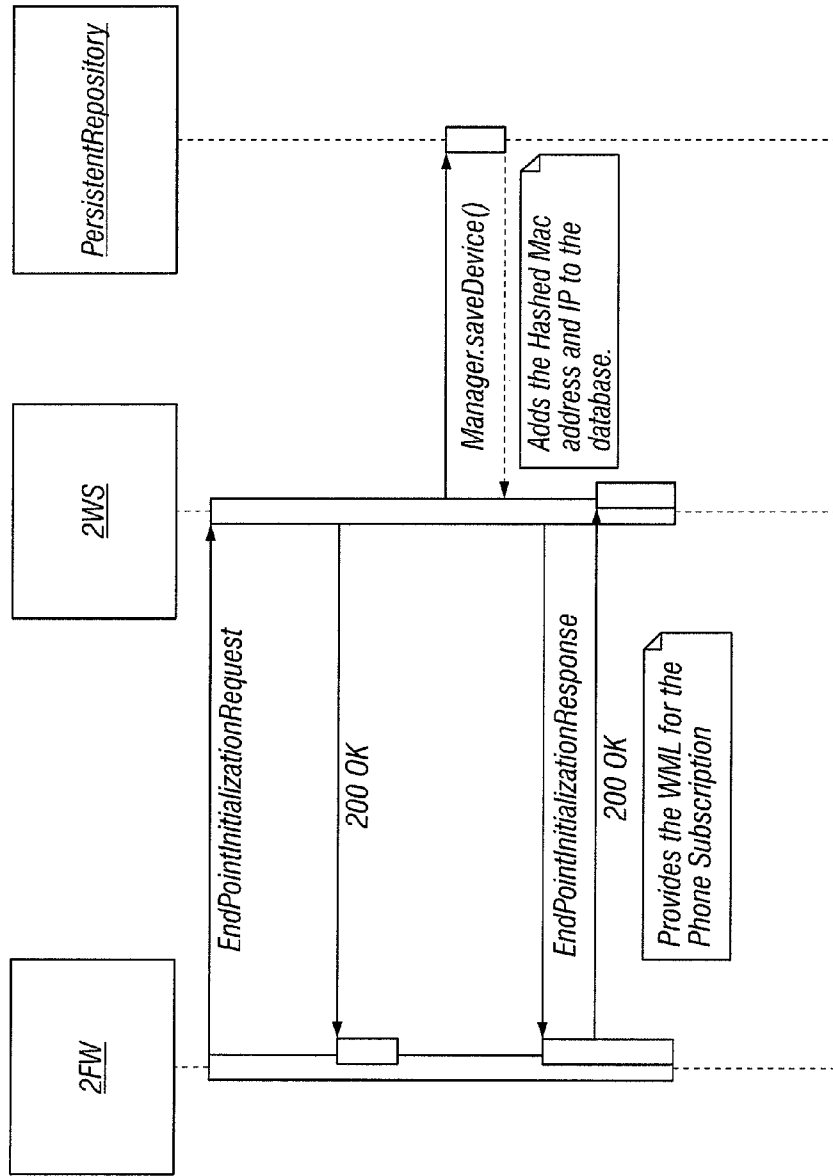 2FW
2WS
PersistentRepository
EndPointInitializationRequest
200 OK
Manager.saveDevice()
Adds the Hashed Mac
address and IP to the
database.
EndPointInitializationResponse
200 OK
Provides the WML for the
Phone Subscription